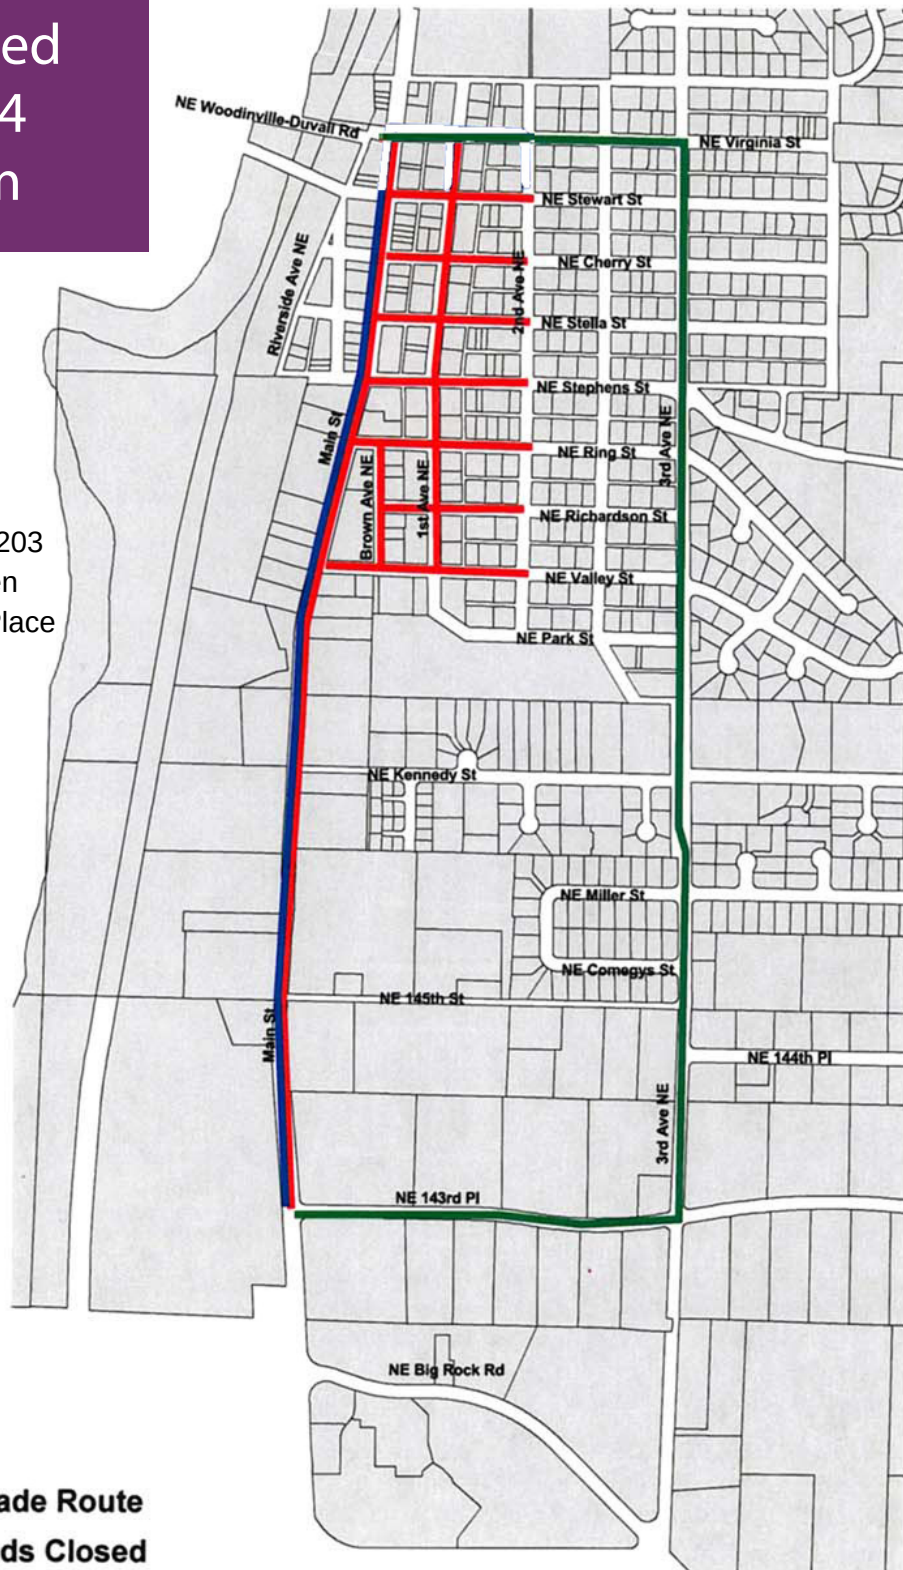 ed
4
n
NE Woodinville-Duvall Rd
NE Virginia St
NE Stewart St
Riverside Ave NE
2nd Ave NE
NE Cherry St
NE Stella St
NE Stephens St
Main St
3rd Ave NE
NE Ring St
Brown Ave NE
1st Ave NE
NE Richardson St
203
en
Place
NE Valley St
NE Park St
NE Kennedy St
NE Miller St
NE Comegys St
NE 145th St
Main St
NE 144th Pl
3rd Ave NE
NE 143rd Pl
NE Big Rock Rd
ade Route
ds Closed